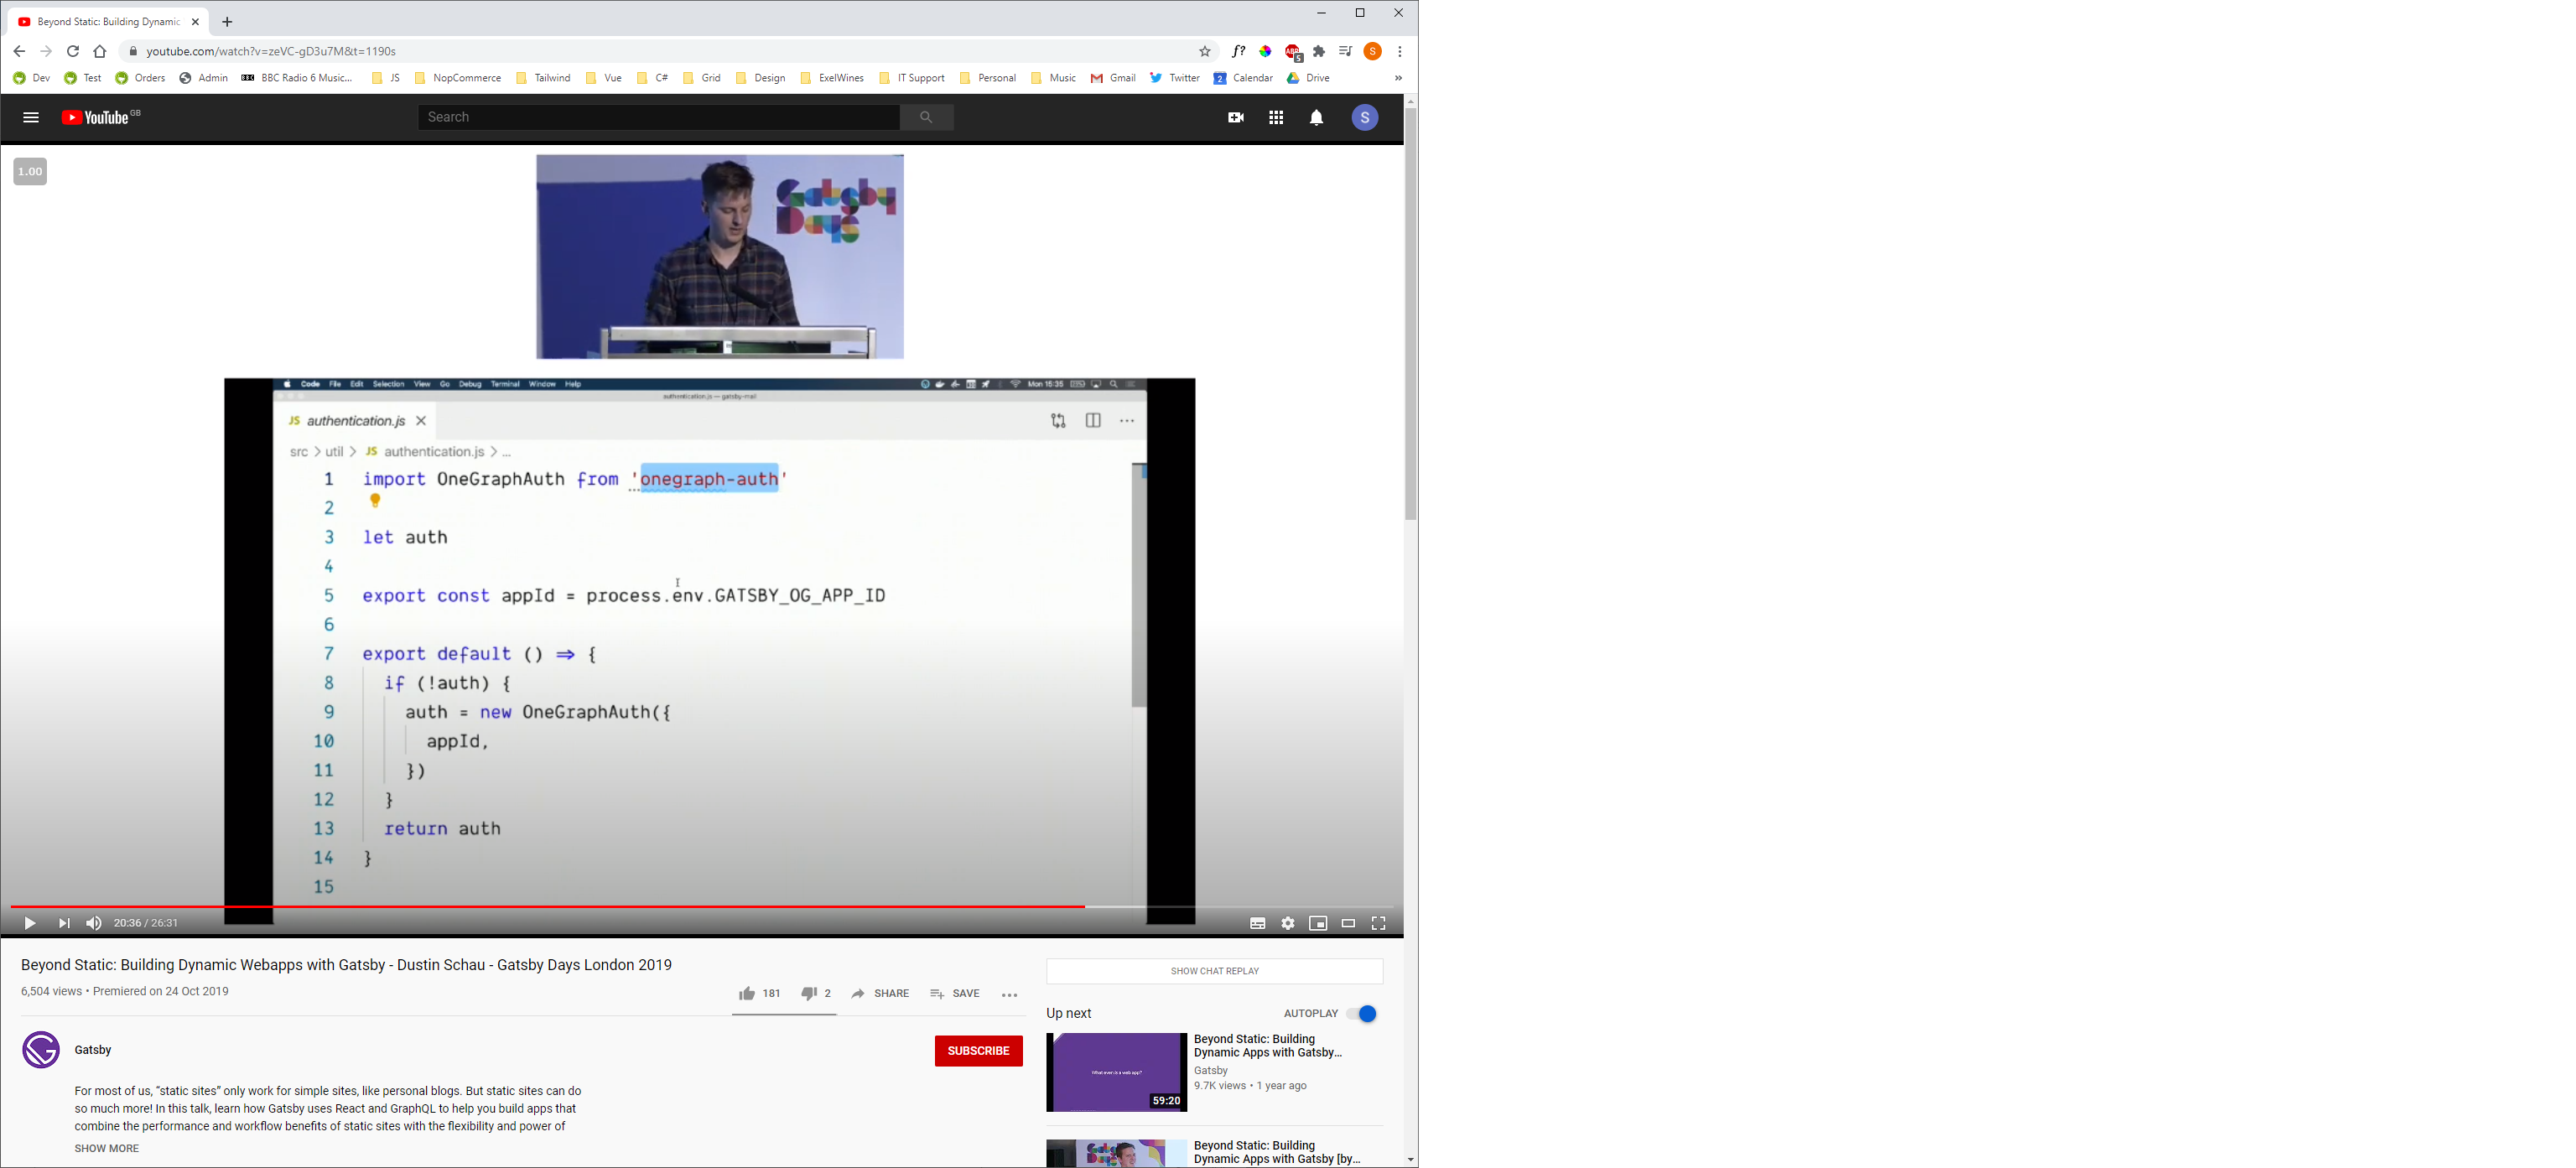 Beyond Static: Building Dynamic
youtube.com/watch?v=zeVC-gD3u7M&t=1190s
f?
ABP
5
S
Dev
Test
Orders
Admin
BBC Radio 6 Music...
JS
NopCommerce
Tailwind
Vue
C#
Grid
Design
ExelWines
IT Support
Personal
Music
Gmail
Twitter
2
Calendar
Drive
»
YouTube GB
Search
S
1.00
Gatsby
Days
Code File Edit Selection View Go Debug Terminal Window Help
Mon 15:35
authentication.js — gatsby-mail
JS authentication.js
src > util > JS authentication.js > ...
1 import OneGraphAuth from 'onegraph-auth'
2
3 let auth
4
5 export const appId = process.env.GATSBY_OG_APP_ID
6
7 export default () => {
8 if (!auth) {
9 auth = new OneGraphAuth({
10 appId,
11 })
12 }
13 return auth
14 }
15
20:36 / 26:31
Beyond Static: Building Dynamic Webapps with Gatsby - Dustin Schau - Gatsby Days London 2019
6,504 views • Premiered on 24 Oct 2019
181
2
SHARE
SAVE
Gatsby
SUBSCRIBE
For most of us, “static sites” only work for simple sites, like personal blogs. But static sites can do
so much more! In this talk, learn how Gatsby uses React and GraphQL to help you build apps that
combine the performance and workflow benefits of static sites with the flexibility and power of
SHOW MORE
SHOW CHAT REPLAY
Up next
AUTOPLAY
What even is a web app?
59:20
Beyond Static: Building
Dynamic Apps with Gatsby...
Gatsby
9.7K views • 1 year ago
Beyond Static: Building
Dynamic Apps with Gatsby [by...